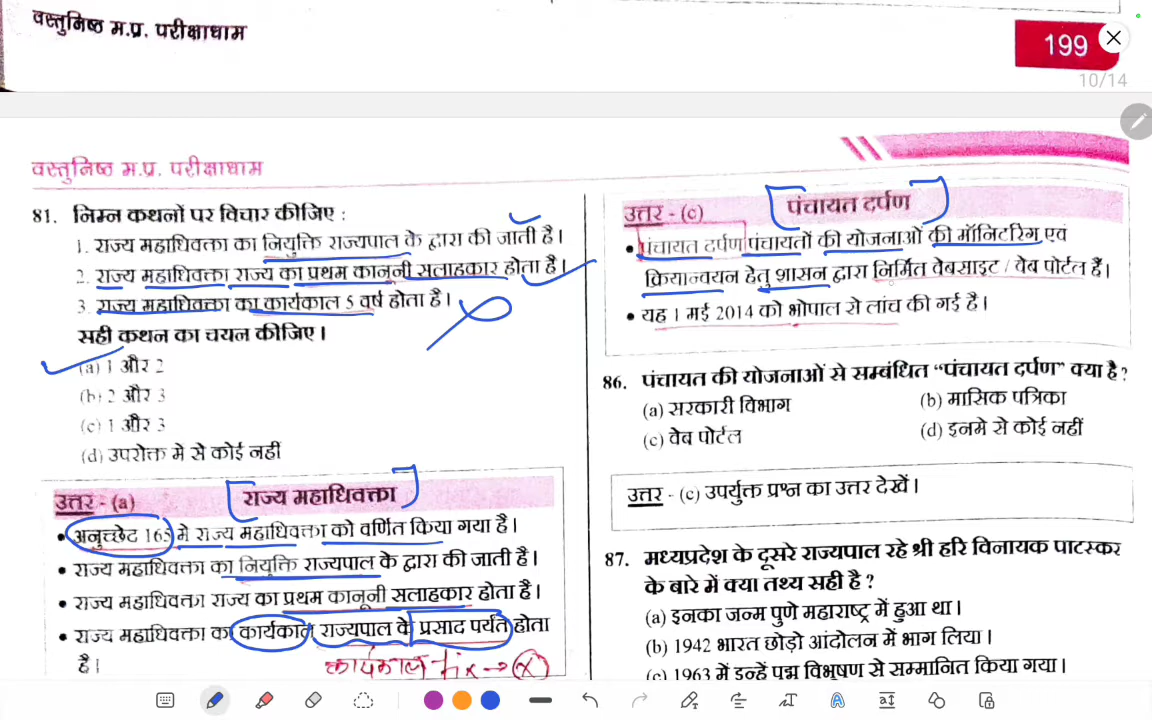 वस्तुनिष्ठ म.प्र. परीक्षाधाम
199
10/14
वस्तुनिष्ठ म.प्र. परीक्षाधाम
81. निम्न कथनों पर विचार कीजिए :
1. राज्य महाधिवक्ता का नियुक्ति राज्यपाल के द्वारा की जाती है।
2. राज्य महाधिवक्ता राज्य का प्रथम कानूनी सलाहकार होता है।
3. राज्य महाधिवक्ता का कार्यकाल 5 वर्ष होता है।
सही कथन का चयन कीजिए।
(a) 1 और 2
(b) 2 और 3
(c) 1 और 3
(d) उपरोक्त मे से कोई नहीं
उत्तर - (a) राज्य महाधिवक्ता
• अनुच्छेद 165 मे राज्य महाधिवक्ता को वर्णित किया गया है।
• राज्य महाधिवक्ता का नियुक्ति राज्यपाल के द्वारा की जाती है।
• राज्य महाधिवक्ता राज्य का प्रथम कानूनी सलाहकार होता है।
• राज्य महाधिवक्ता का कार्यकाल राज्यपाल के प्रसाद पर्यंत होता
है।
कार्यकाल fix → x
उत्तर - (c) पंचायत दर्पण
• पंचायत दर्पण पंचायतों की योजनाओं की मॉनिटरिंग एवं
क्रियान्वयन हेतु शासन द्वारा निर्मित वेबसाइट / वेब पोर्टल हैं।
• यह 1 मई 2014 को भोपाल से लांच की गई है।
86. पंचायत की योजनाओं से सम्बंधित “पंचायत दर्पण” क्या है?
(a) सरकारी विभाग (b) मासिक पत्रिका
(c) वेब पोर्टल (d) इनमे से कोई नहीं
उत्तर - (c) उपर्युक्त प्रश्न का उत्तर देखें।
87. मध्यप्रदेश के दूसरे राज्यपाल रहे श्री हरि विनायक पाटस्कर
के बारे में क्या तथ्य सही है?
(a) इनका जन्म पुणे महाराष्ट्र में हुआ था।
(b) 1942 भारत छोड़ो आंदोलन में भाग लिया।
(c) 1963 में इन्हें पद्म विभूषण से सम्मानित किया गया।